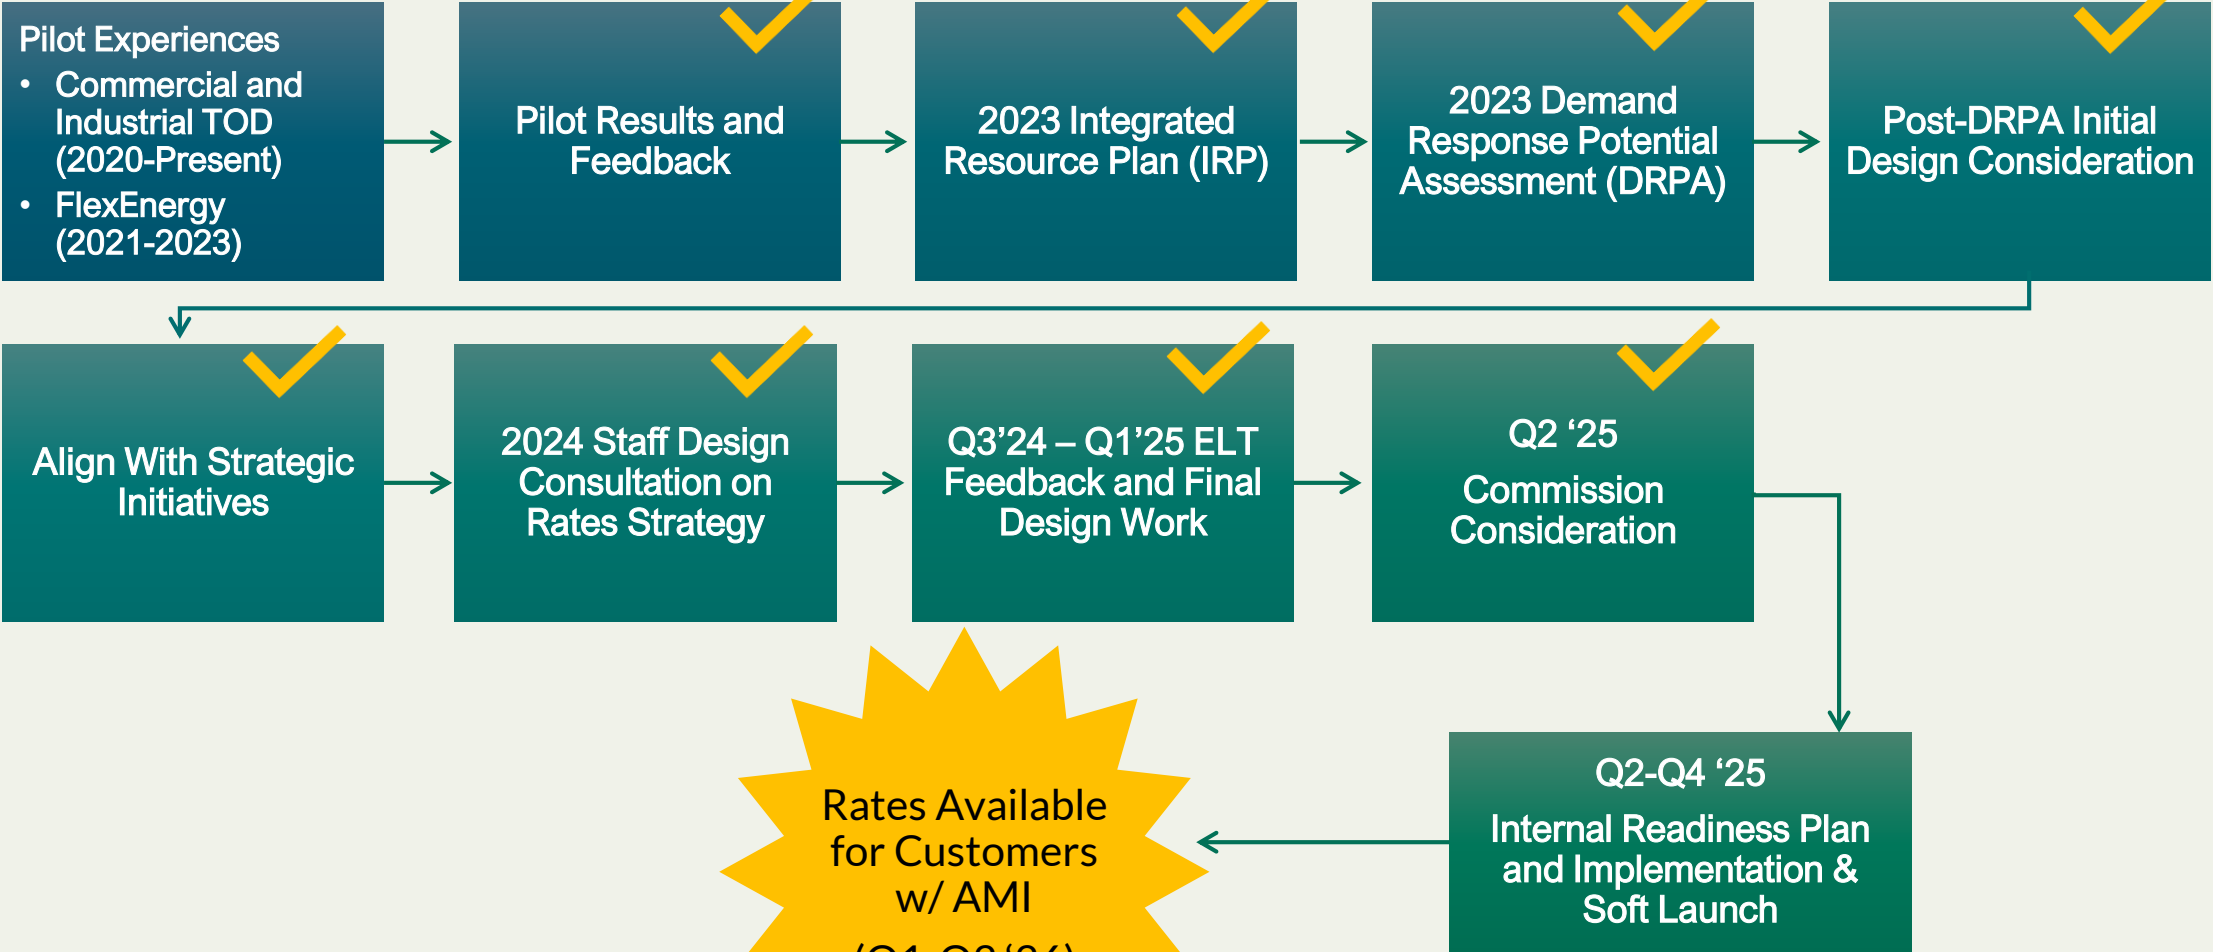 Pilot Experiences
• Commercial and
Industrial TOD
(2020-Present)
• FlexEnergy
(2021-2023)
Pilot Results and
Feedback
2023 Integrated
Resource Plan (IRP)
2023 Demand
Response Potential
Assessment (DRPA)
Post-DRPA Initial
Design Consideration
Align With Strategic
Initiatives
2024 Staff Design
Consultation on
Rates Strategy
Q3’24 – Q1’25 ELT
Feedback and Final
Design Work
Q2 ‘25
Commission
Consideration
Q2-Q4 ‘25
Internal Readiness Plan
and Implementation &
Soft Launch
Rates Available
for Customers
w/ AMI